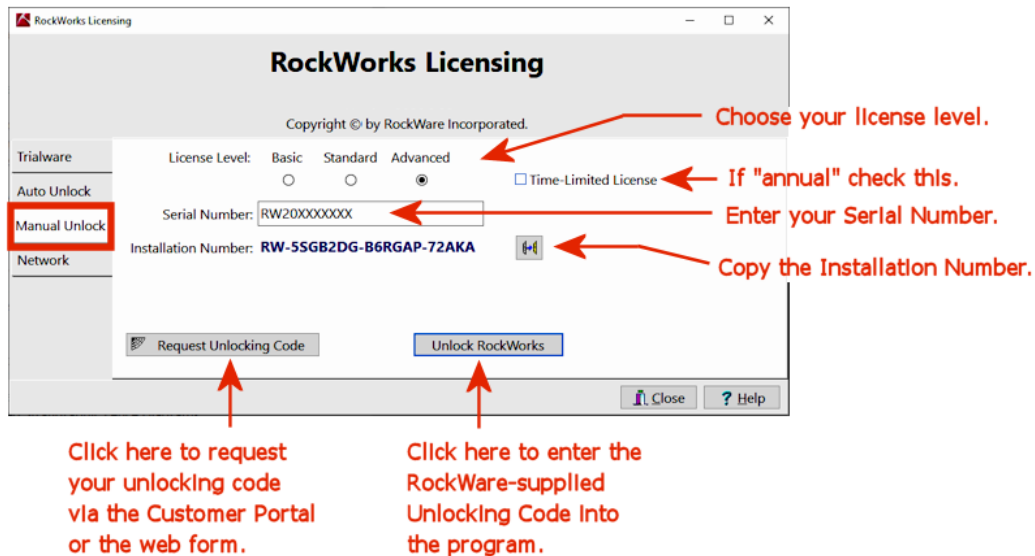 RockWorks Licensing
RockWorks Licensing
Copyright © by RockWare Incorporated.
Choose your license level.
Trialware
License Level: Basic Standard Advanced
Time-Limited License
If "annual" check this.
Auto Unlock
Serial Number: RW20XXXXXXX
Enter your Serial Number.
Manual Unlock
Installation Number: RW-5SGB2DG-B6RGAP-72AKA
Copy the Installation Number.
Network
Request Unlocking Code
Unlock RockWorks
Close
? Help
Click here to request
your unlocking code
via the Customer Portal
or the web form.
Click here to enter the
RockWare-supplied
Unlocking Code into
the program.